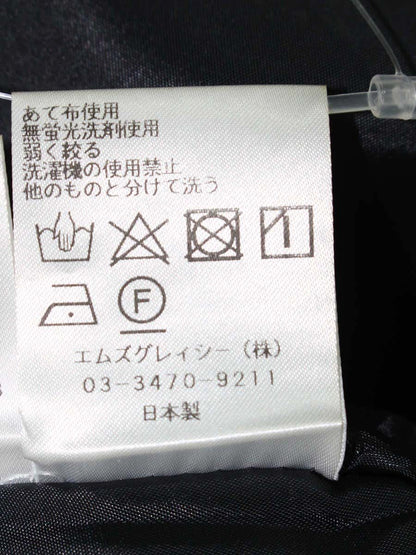 あて布使用
無蛍光洗剤使用
弱く絞る
洗濯機の使用禁止
他のものと分けて洗う
F
エムズグレイシー(株)
03-3470-9211
日本製